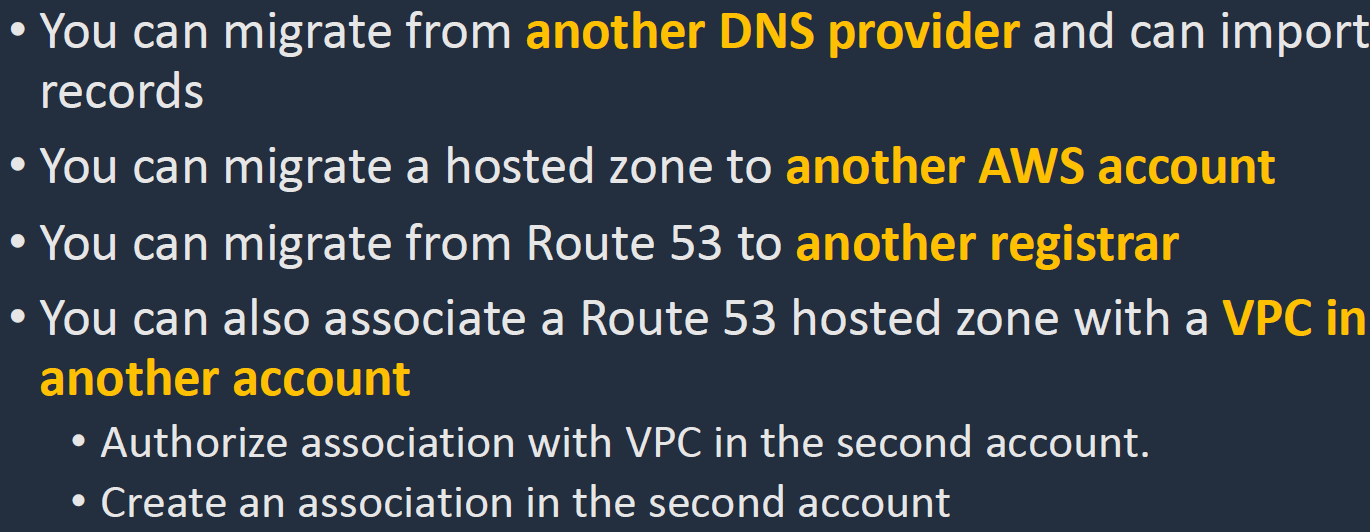 • You can migrate from another DNS provider and can import
records
• You can migrate a hosted zone to another AWS account
• You can migrate from Route 53 to another registrar
• You can also associate a Route 53 hosted zone with a VPC in
another account
• Authorize association with VPC in the second account.
• Create an association in the second account